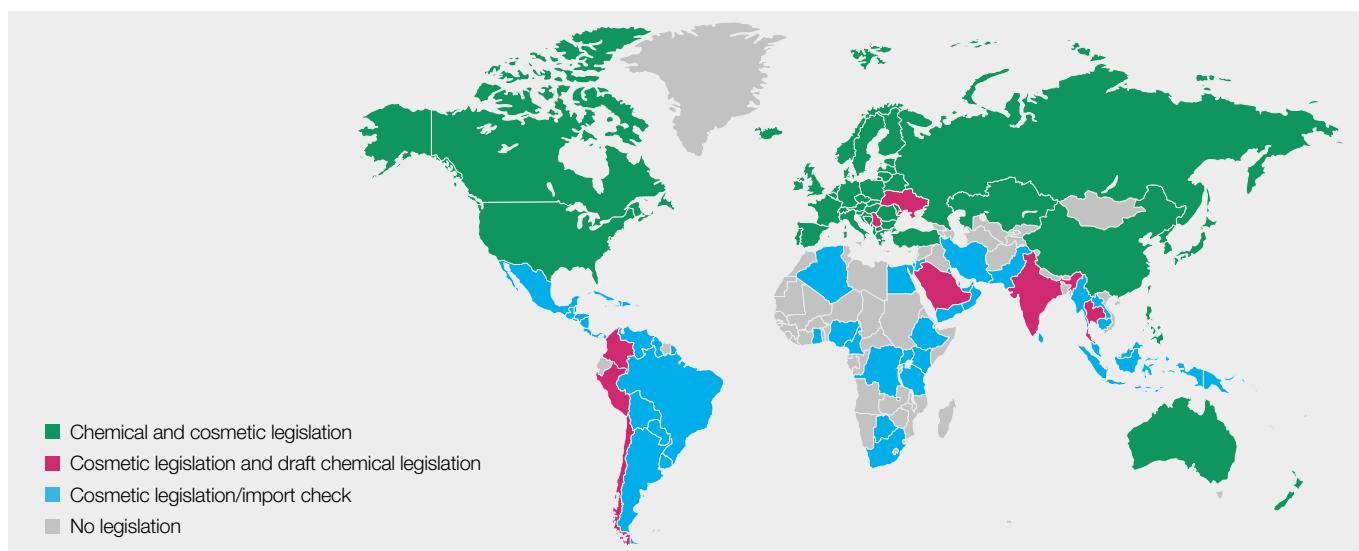 Chemical and cosmetic legislation
Cosmetic legislation and draft chemical legislation
Cosmetic legislation/import check
No legislation